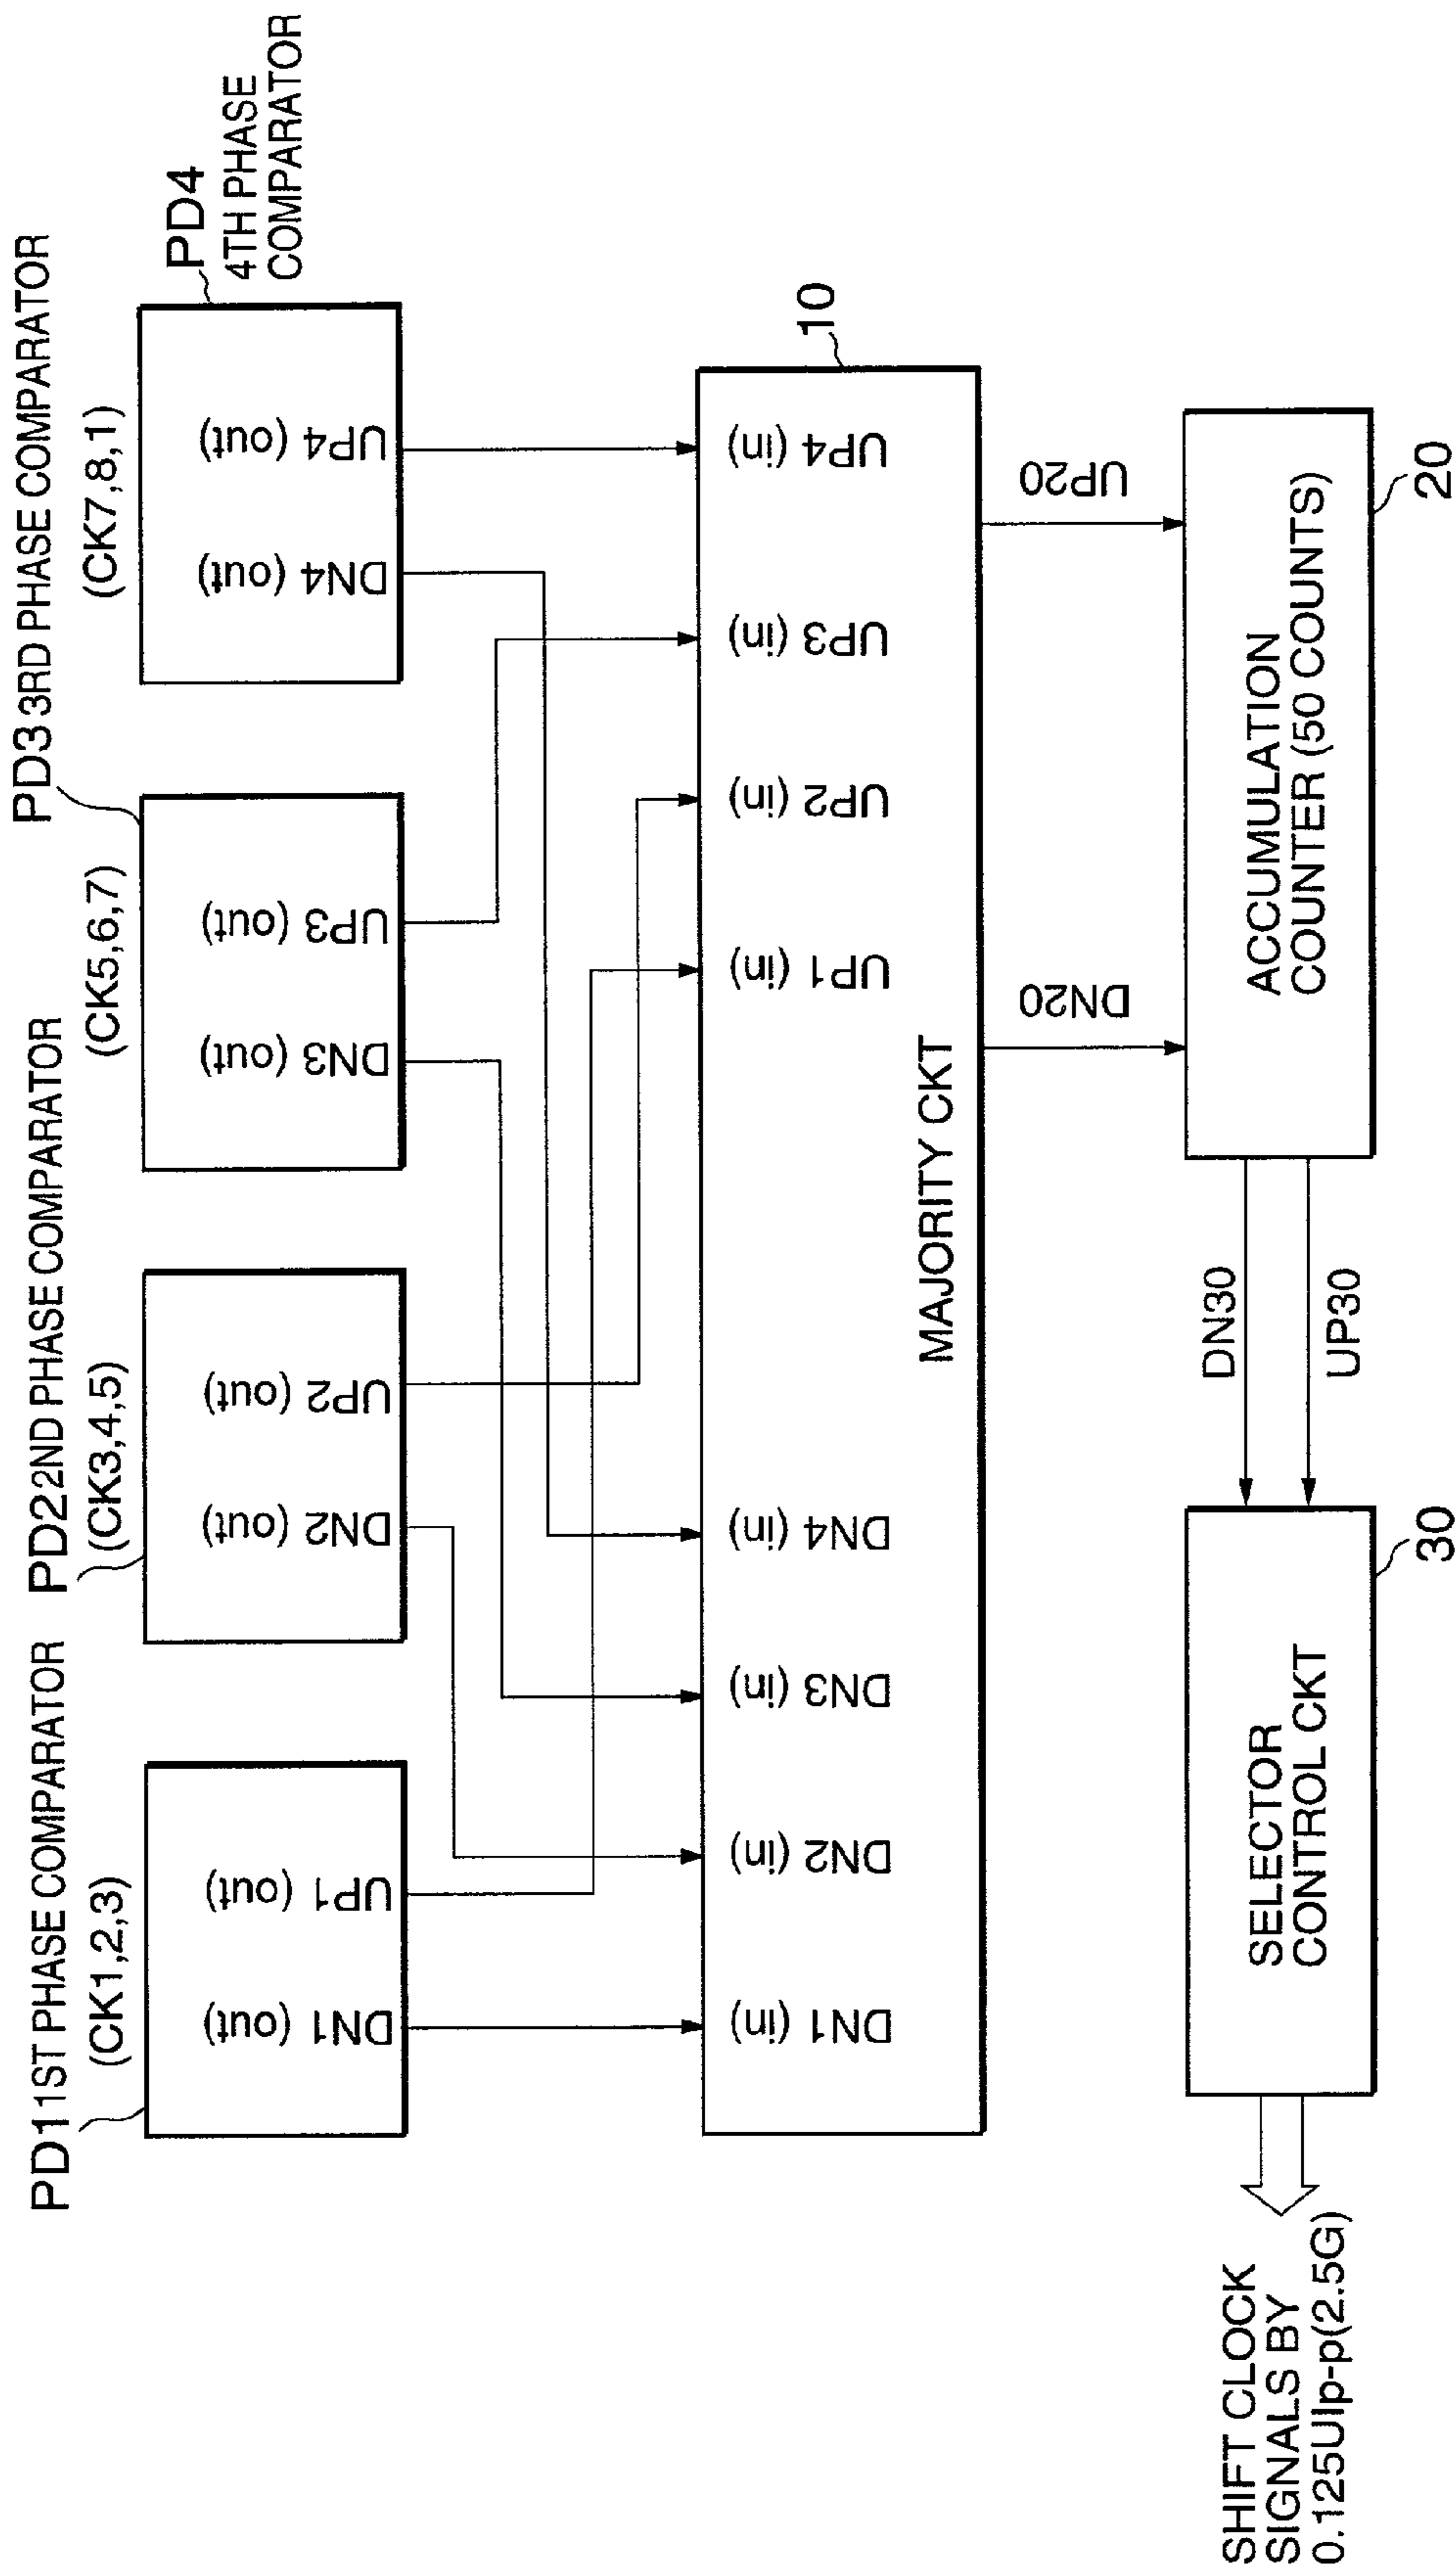 PD1 1ST PHASE COMPARATOR
(CK1,2,3)
DN1 (out)
UP1 (out)
PD2 2ND PHASE COMPARATOR
(CK3,4,5)
DN2 (out)
UP2 (out)
PD3 3RD PHASE COMPARATOR
(CK5,6,7)
DN3 (out)
UP3 (out)
PD4
4TH PHASE
COMPARATOR
(CK7,8,1)
DN4 (out)
UP4 (out)
10
DN1 (in)
DN2 (in)
DN3 (in)
DN4 (in)
UP1 (in)
UP2 (in)
UP3 (in)
UP4 (in)
MAJORITY CKT
DN20
UP20
SHIFT CLOCK
SIGNALS BY
0.125UIp-p(2.5G)
SELECTOR
CONTROL CKT
30
DN30
UP30
ACCUMULATION
COUNTER (50 COUNTS)
20